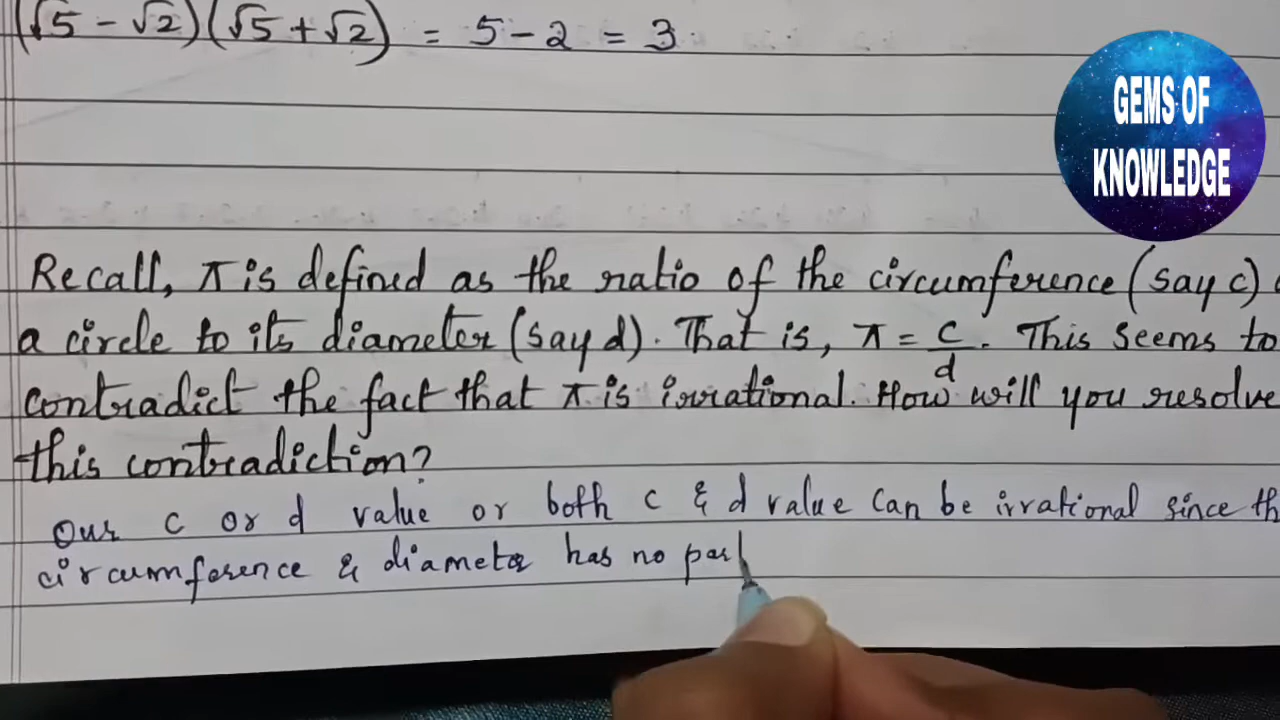 (√5 - √2)(√5 + √2) = 5 - 2 = 3.
GEMS OF
KNOWLEDGE
Recall, π is defined as the ratio of the circumference (say c)
a circle to its diameter (say d). That is, π = c/d. This seems to
contradict the fact that π is irrational. How will you resolve
this contradiction?
Our c or d value or both c & d value can be irrational since th
circumference & diameter has no par